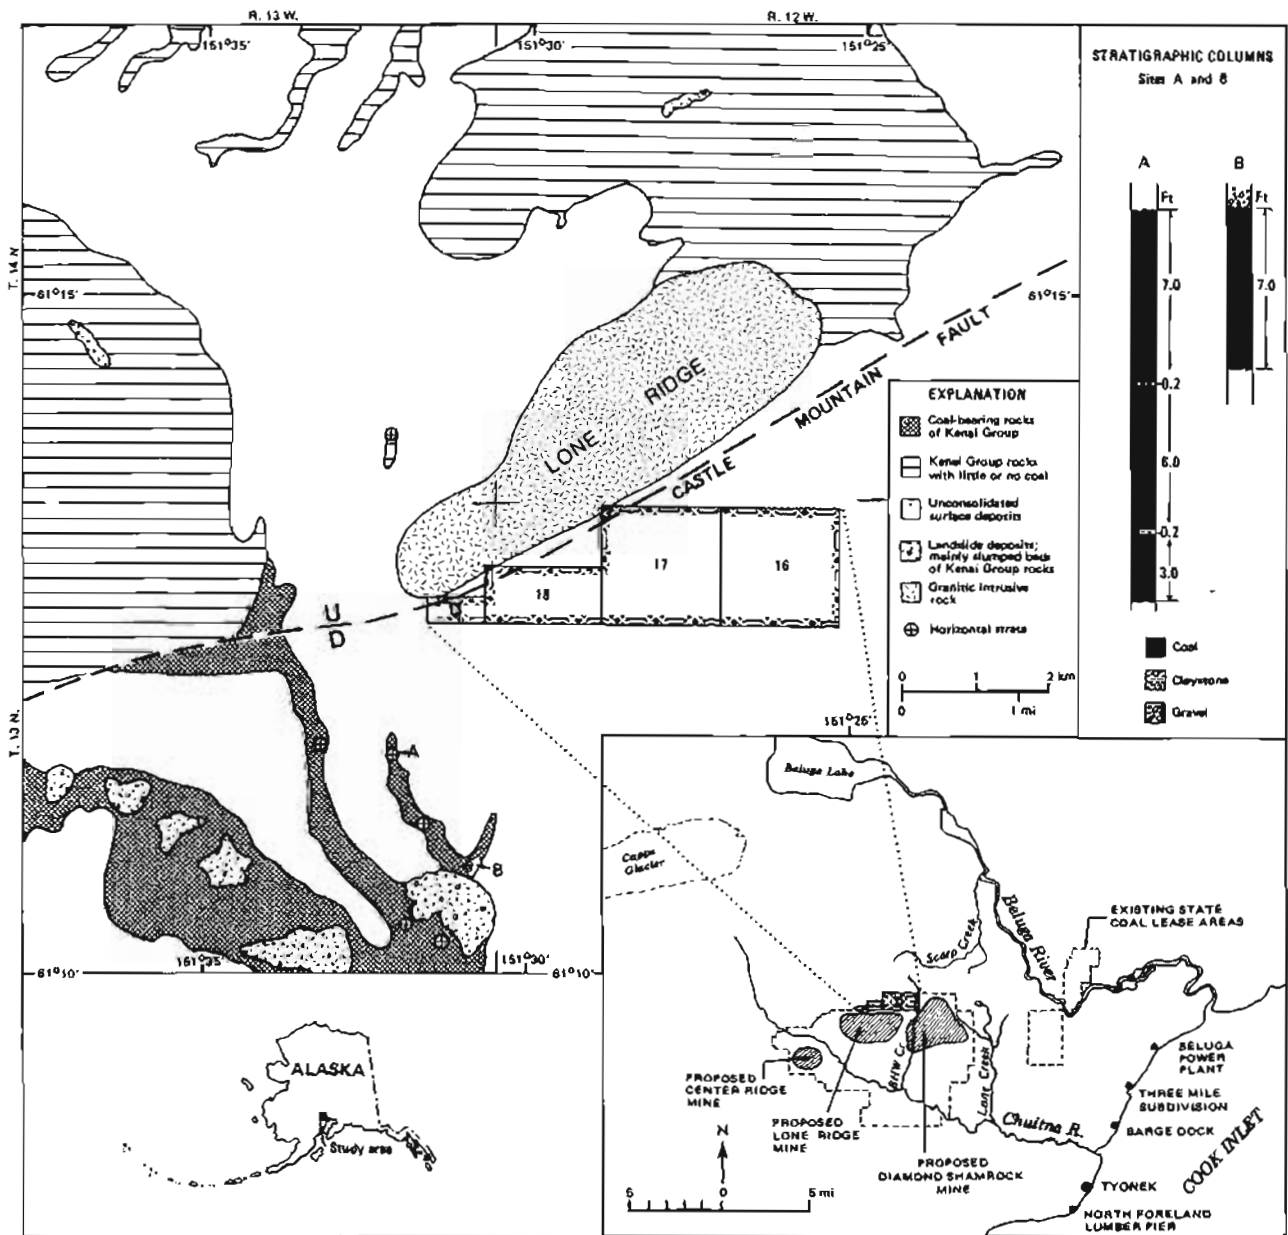 R. 13 W.
R. 12 W.
151°35'
151°30'
151°25'
T. 14 N.
61°15'
61°15'
LONE RIDGE
CASTLE MOUNTAIN FAULT
U
D
17
16
18
U
T. 13 N.
A
B
61°10'
151°35'
151°30'
61°10'
151°25'
EXPLANATION
Coal-bearing rocks
of Kenai Group
Kenai Group rocks
with little or no coal
Unconsolidated
surface deposits
Landslide deposits;
mainly slumped beds
of Kenai Group rocks
Granitic intrusive
rock
Horizontal strata
0 1 2 km
0 1 mi
STRATIGRAPHIC COLUMNS
Sites A and B
A
B
Ft
Ft
7.0
7.0
0.2
6.0
0.2
3.0
Coal
Claystone
Gravel
ALASKA
Study area
Beluga Lake
Capps
Glacier
Scarp Creek
Beluga River
EXISTING STATE
COAL LEASE AREAS
BHW Cr.
Lone Creek
Chuitna R.
PROPOSED
CENTER RIDGE
MINE
PROPOSED
LONE RIDGE
MINE
PROPOSED
DIAMOND SHAMROCK
MINE
BELUGA
POWER
PLANT
THREE MILE
SUBDIVISION
BARGE DOCK
COOK INLET
TYONEK
NORTH FORELAND
LUMBER PIER
N
5 0 5 mi